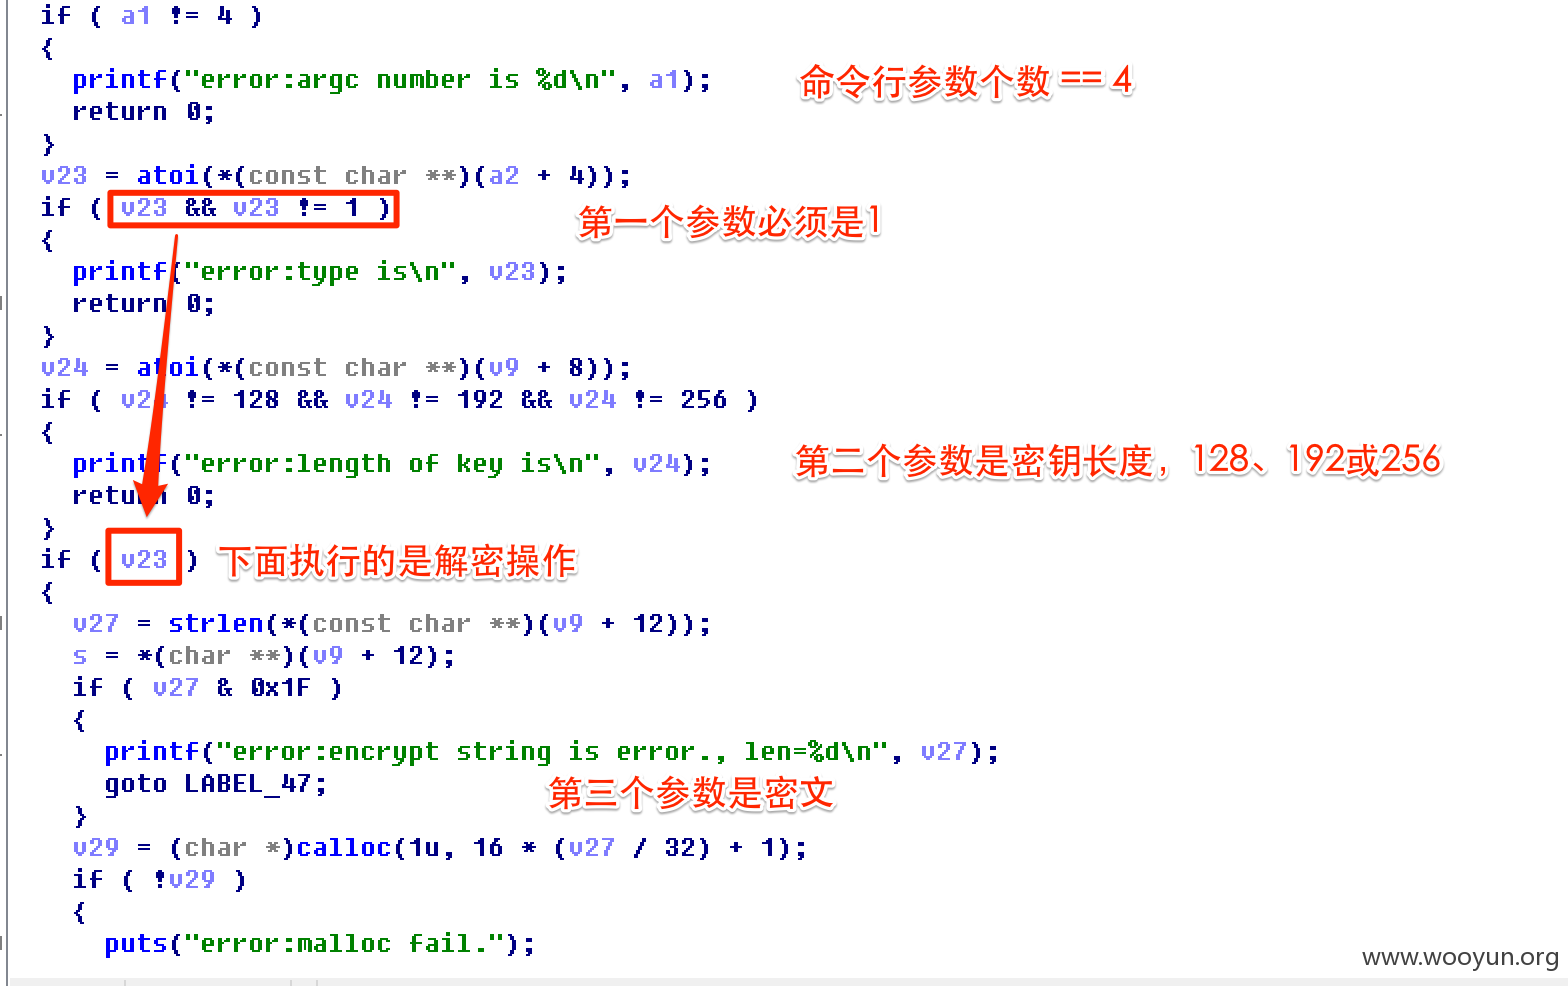 if ( a1 != 4 )
{
printf("error:argc number is %d\n", a1);
命令行参数个数 == 4
return 0;
}
v23 = atoi(*(const char **)(a2 + 4));
if ( v23 && v23 != 1 )
第一个参数必须是1
{
printf("error:type is\n", v23);
return 0;
}
v24 = atoi(*(const char **)(v9 + 8));
if ( v24 != 128 && v24 != 192 && v24 != 256 )
{
printf("error:length of key is\n", v24);
第二个参数是密钥长度，128、192或256
return 0;
}
if ( v23 )
下面执行的是解密操作
{
v27 = strlen(*(const char **)(v9 + 12));
s = *(char **)(v9 + 12);
if ( v27 & 0x1F )
{
printf("error:encrypt string is error., len=%d\n", v27);
goto LABEL_47;
第三个参数是密文
}
v29 = (char *)calloc(1u, 16 * (v27 / 32) + 1);
if ( !v29 )
{
puts("error:malloc fail.");
www.wooyun.org